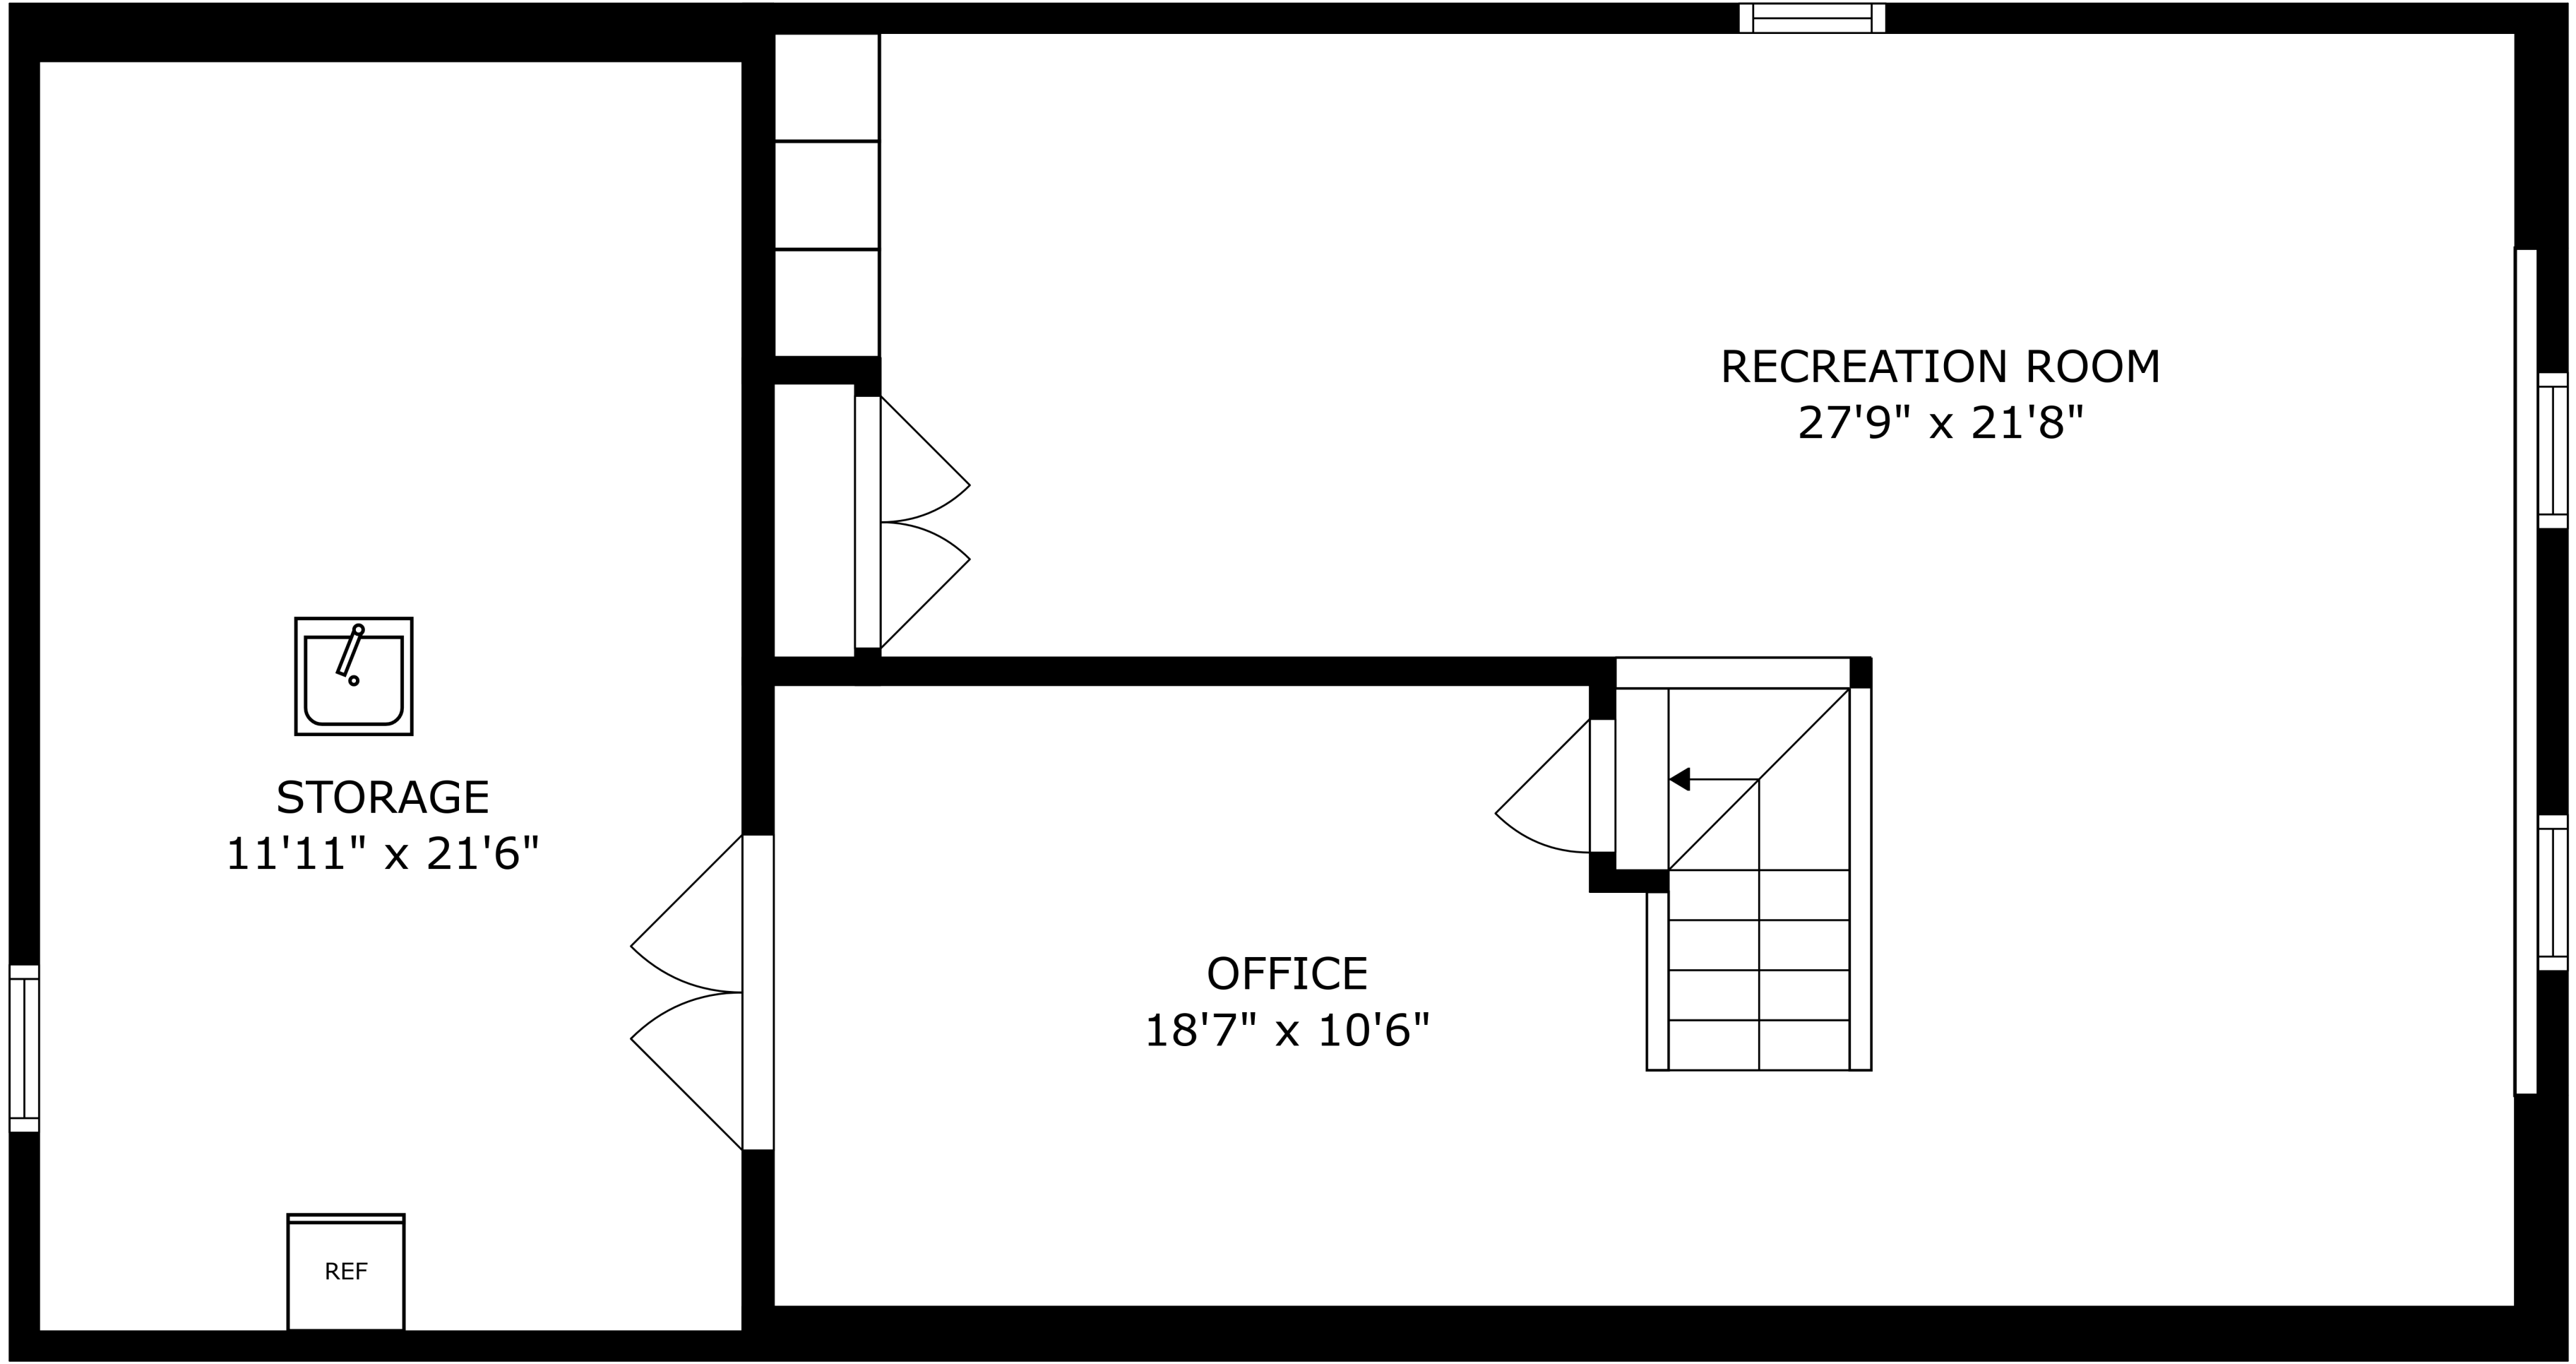 RECREATION ROOM
27'9" x 21'8"
STORAGE
11'11" x 21'6"
OFFICE
18'7" x 10'6"
REF